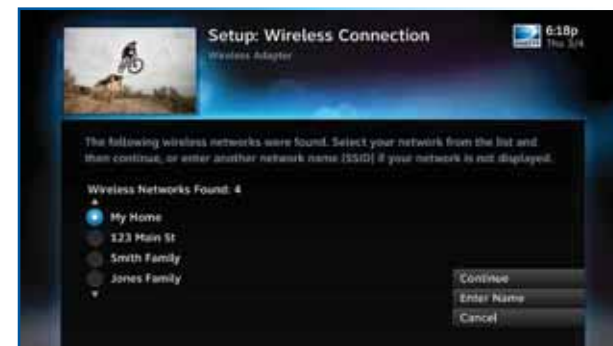 Setup: Wireless Connection
Wireless Adapter
6:18p
Thu 3/4
The following wireless networks were found. Select your network from the list and
then continue, or enter another network name (SSID) if your network is not displayed.
Wireless Networks Found: 4
My Home
123 Main St
Smith Family
Jones Family
Continue
Enter Name
Cancel